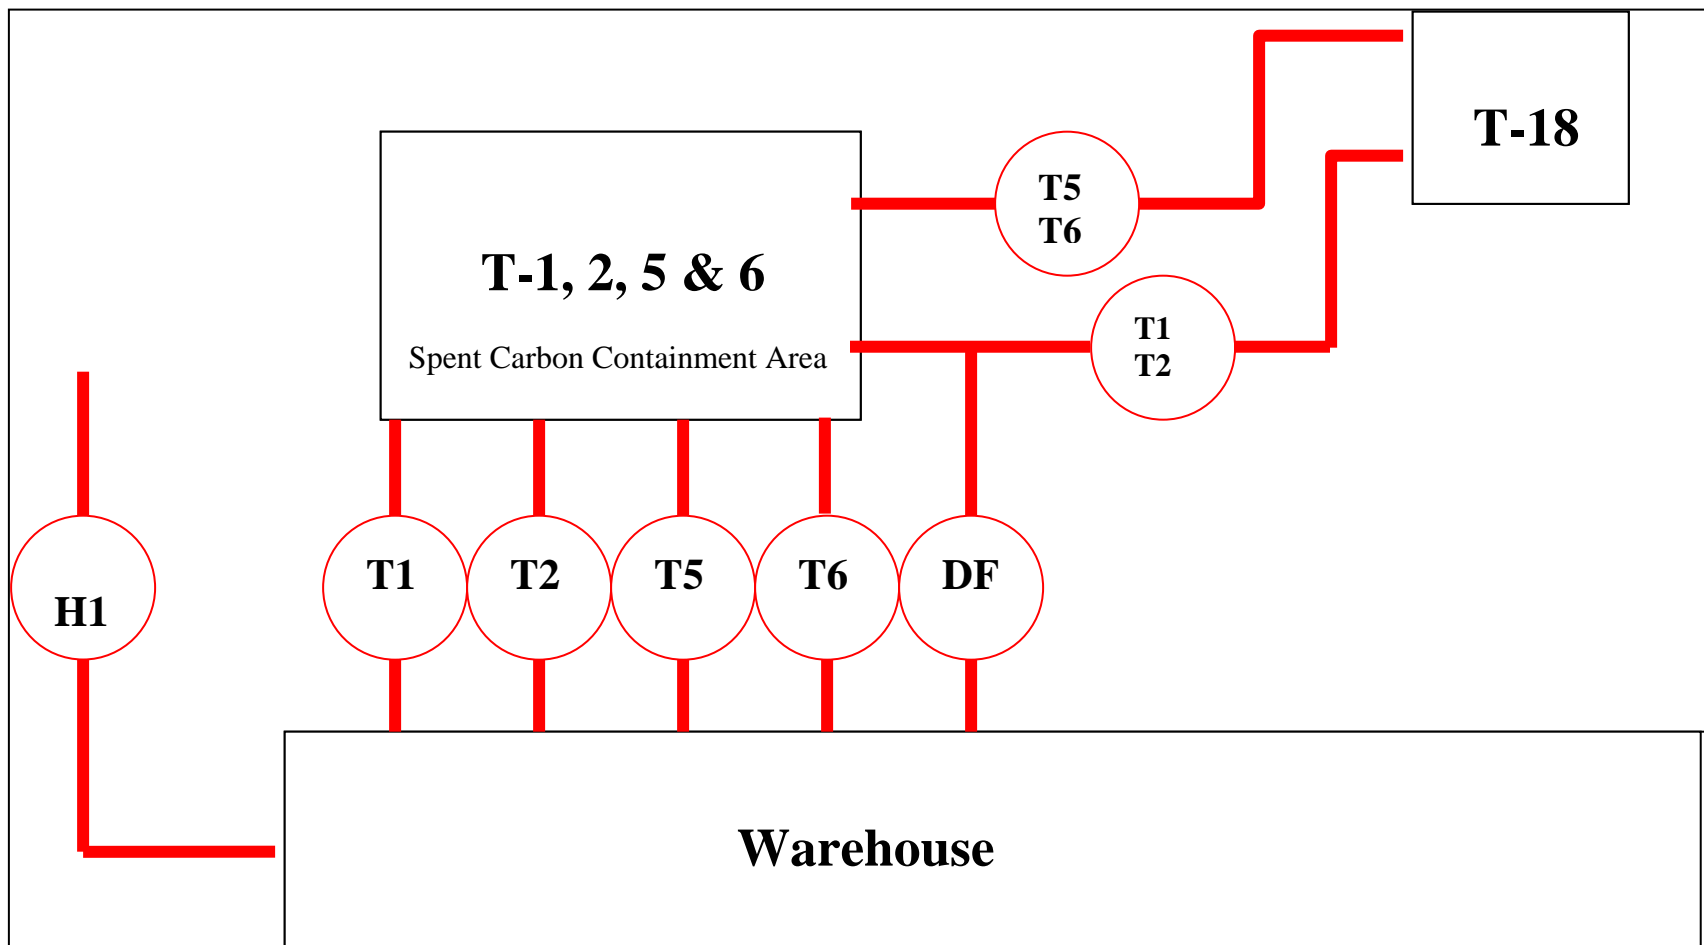 T-18
T5
T6
T-1, 2, 5 & 6
T1
T2
Spent Carbon Containment Area
H1
T1
T2
T5
T6
DF
Warehouse